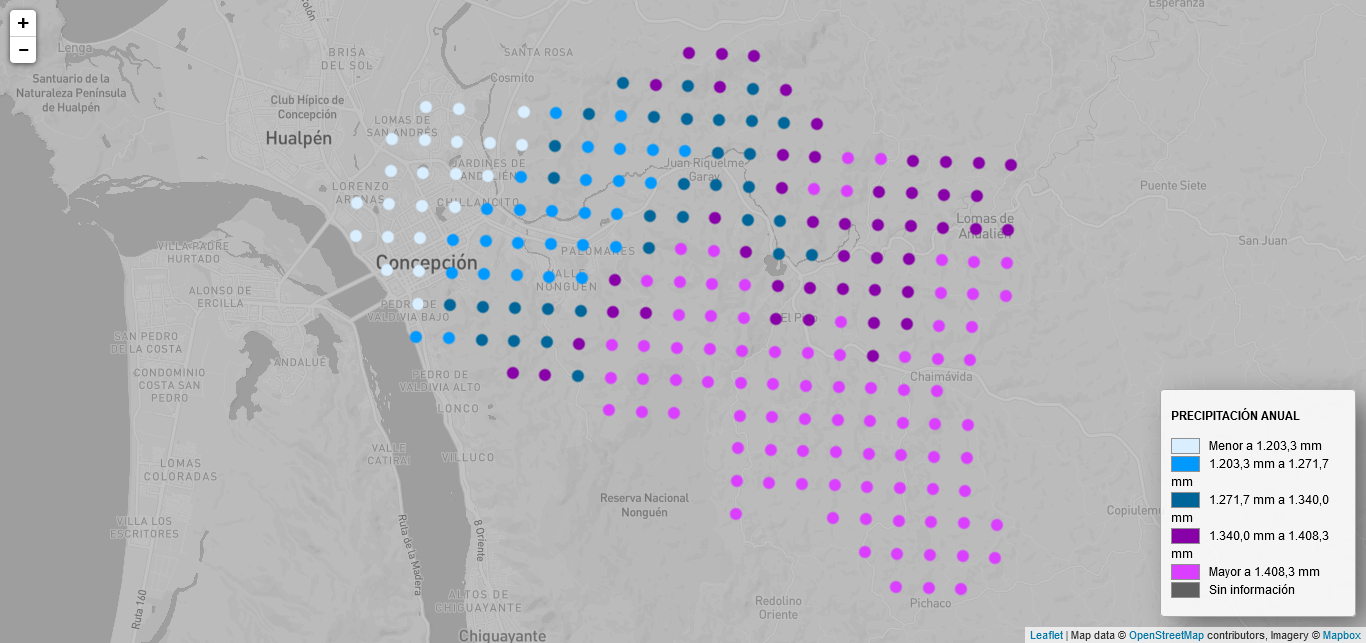 +
−
Lenga
Santuario de la
Naturaleza Península
de Hualpén
BRISA
DEL SOL
Colón
Club Hípico de
Concepción
Hualpén
LOMAS DE
SAN ANDRÉS
SANTA ROSA
Cosmito
Esperanza
JARDINES DE
ANDALIÉN
LORENZO
ARENAS
CHILLANCITO
Juan Riquelme
Garay
Puente Siete
Lomas de
Andalién
San Juan
VILLA PADRE
HURTADO
Concepción
PALOMARES
VALLE
NONGUÉN
ALONSO DE
ERCILLA
PEDRO DE
VALDIVIA BAJO
El Pino
SAN PEDRO
DE LA COSTA
ANDALUE
CONDOMINIO
COSTA SAN
PEDRO
PEDRO DE
VALDIVIA ALTO
Chaimávida
LONCO
VALLE
CATIRAI
VILLUCO
LOMAS
COLORADAS
Reserva Nacional
Nonguén
VILLA LOS
ESCRITORES
Ruta de la Madera
8 Oriente
Ruta 160
Copiulemu
ALTOS DE
CHIGUAYANTE
Redolino
Oriente
Pichaco
Chiguayante
PRECIPITACIÓN ANUAL
Menor a 1.203,3 mm
1.203,3 mm a 1.271,7
mm
1.271,7 mm a 1.340,0
mm
1.340,0 mm a 1.408,3
mm
Mayor a 1.408,3 mm
Sin información
Leaflet | Map data © OpenStreetMap contributors, Imagery © Mapbox